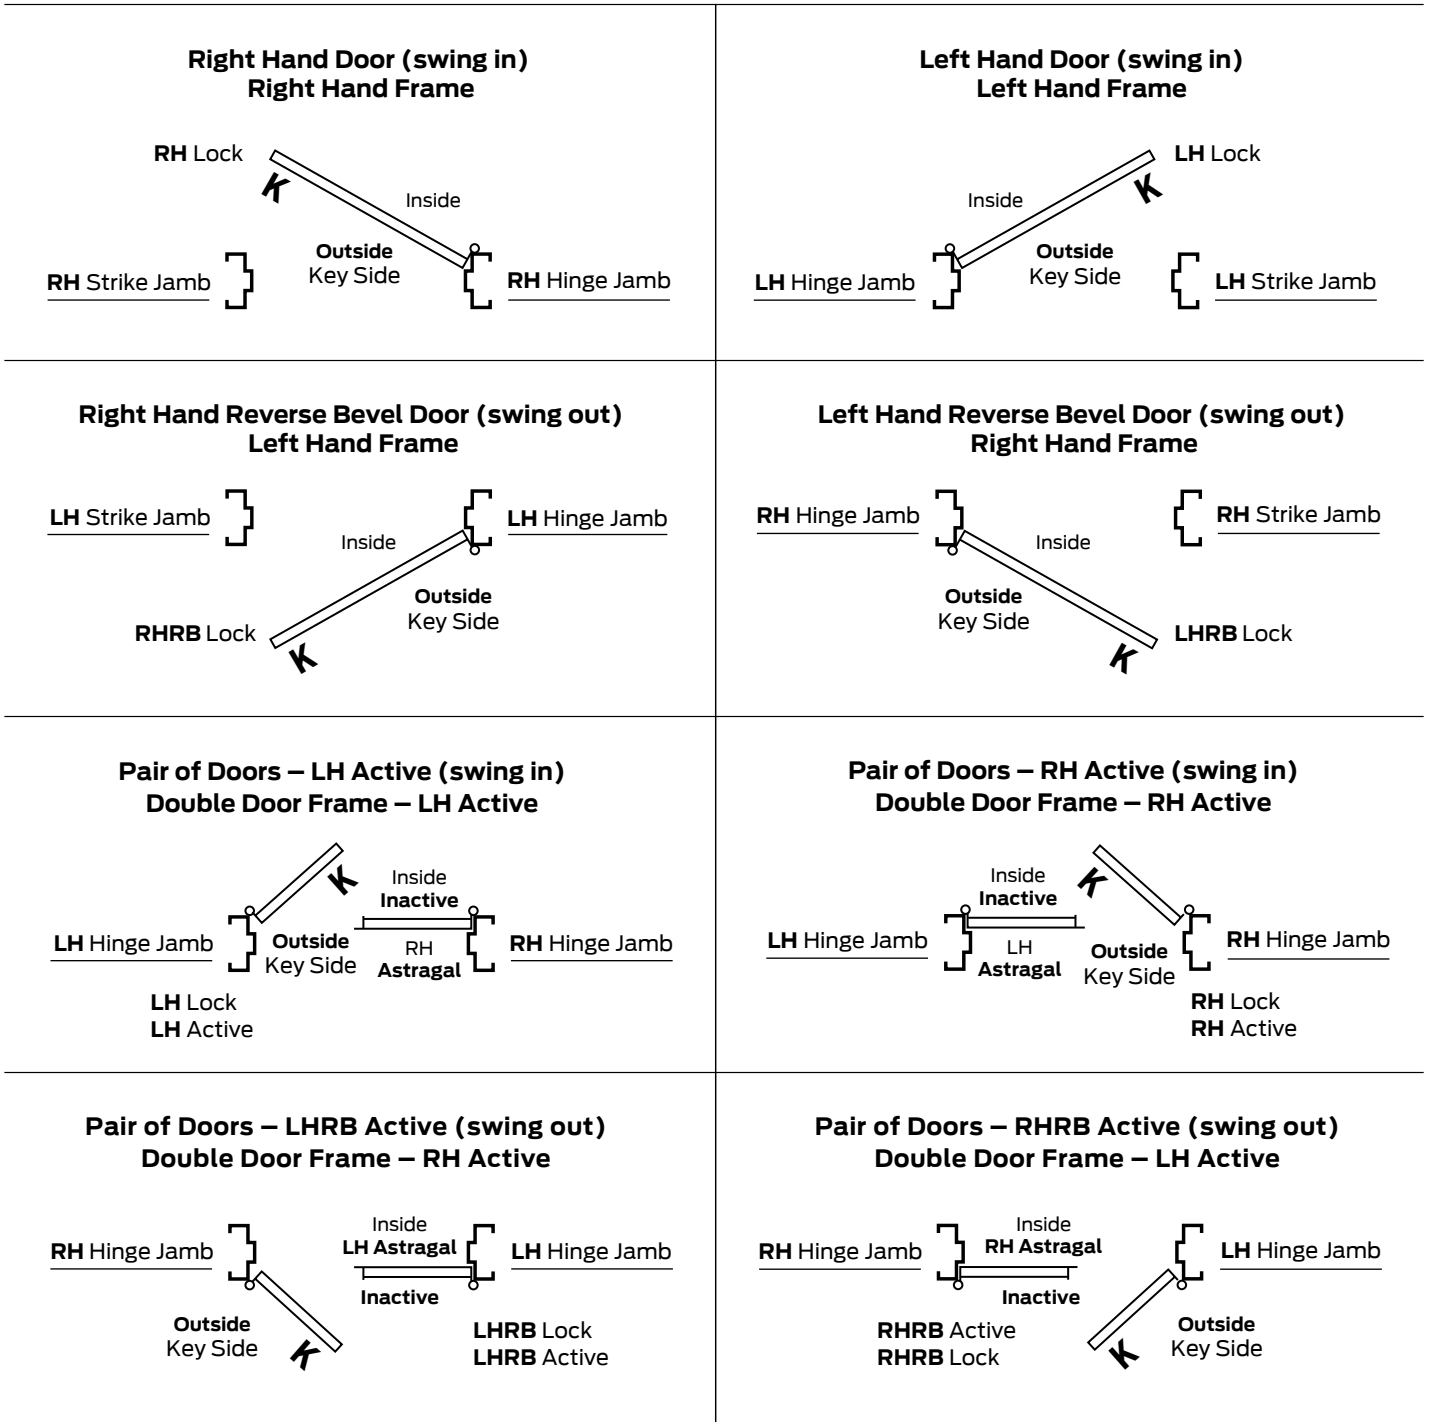 Right Hand Door (swing in)
Right Hand Frame
RH Lock
K
Inside
Outside
Key Side
RH Strike Jamb
RH Hinge Jamb
Left Hand Door (swing in)
Left Hand Frame
LH Lock
K
Inside
Outside
Key Side
LH Hinge Jamb
LH Strike Jamb
Right Hand Reverse Bevel Door (swing out)
Left Hand Frame
LH Strike Jamb
LH Hinge Jamb
Inside
Outside
Key Side
RHRB Lock
K
Left Hand Reverse Bevel Door (swing out)
Right Hand Frame
RH Hinge Jamb
RH Strike Jamb
Inside
Outside
Key Side
LHRB Lock
K
Pair of Doors – LH Active (swing in)
Double Door Frame – LH Active
K
Inside
Inactive
LH Hinge Jamb
Outside
Key Side
RH
Astragal
RH Hinge Jamb
LH Lock
LH Active
Pair of Doors – RH Active (swing in)
Double Door Frame – RH Active
Inside
Inactive
K
LH Hinge Jamb
LH
Astragal
Outside
Key Side
RH Hinge Jamb
RH Lock
RH Active
Pair of Doors – LHRB Active (swing out)
Double Door Frame – RH Active
Inside
LH Astragal
RH Hinge Jamb
LH Hinge Jamb
Inactive
Outside
Key Side
K
LHRB Lock
LHRB Active
Pair of Doors – RHRB Active (swing out)
Double Door Frame – LH Active
Inside
RH Astragal
RH Hinge Jamb
LH Hinge Jamb
Inactive
RHRB Active
RHRB Lock
K
Outside
Key Side